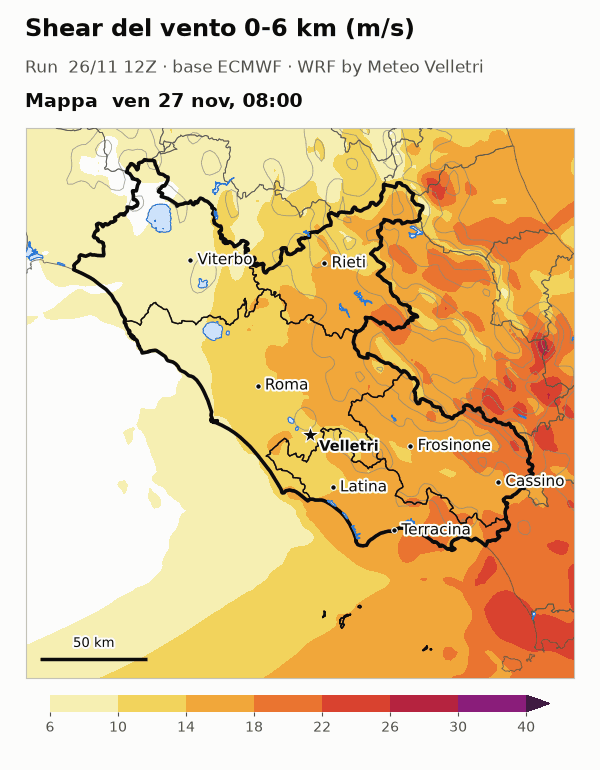 Shear del vento 0-6 km (m/s)
Run  26/11 12Z · base ECMWF · WRF by Meteo Velletri
Mappa  ven 27 nov, 08:00
Viterbo
Rieti
Roma
Velletri
Frosinone
Latina
Cassino
Terracina
50 km
6 10 14 18 22 26 30 40